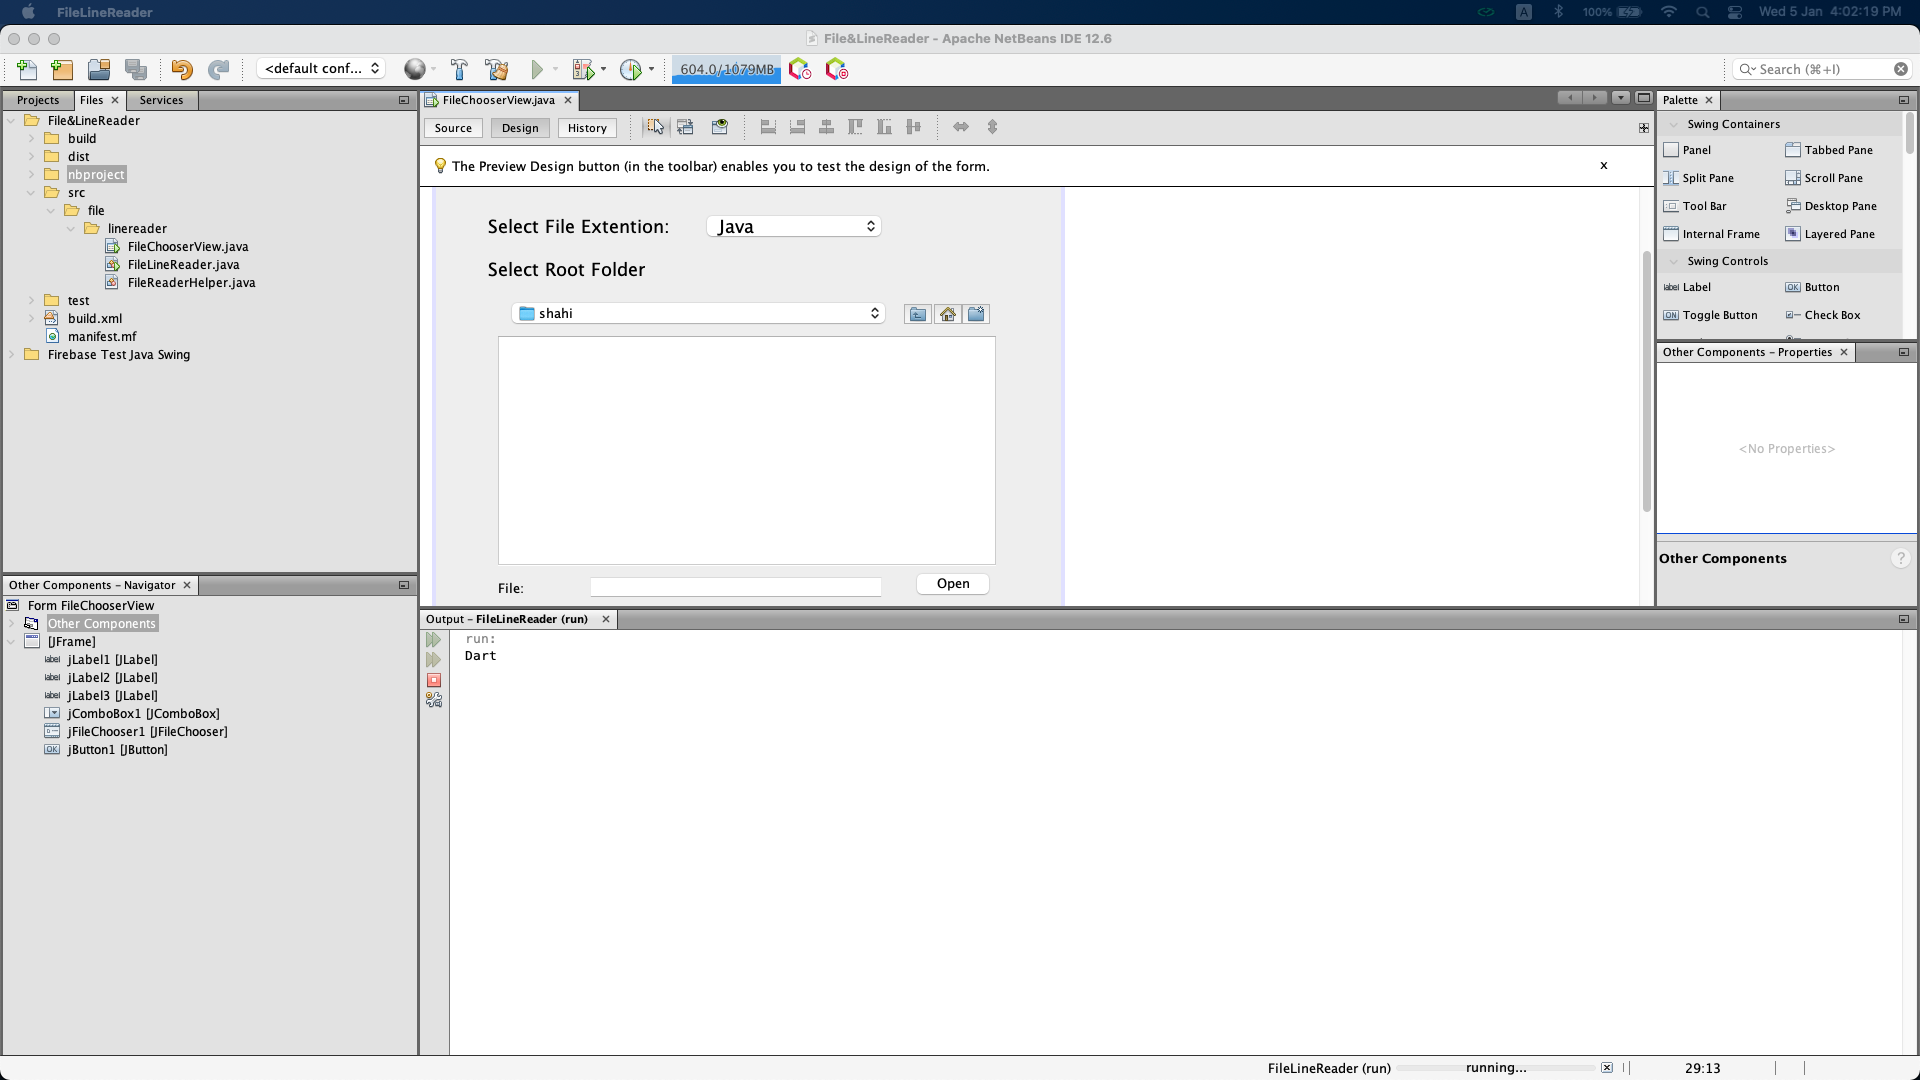 FileLineReader
A
100%
Wed 5 Jan 4:02:19 PM
File&LineReader - Apache NetBeans IDE 12.6
<default conf...
604.0/1079MB
Search (⌘+I)
Projects
Files
Services
File&LineReader
build
dist
nbproject
src
file
linereader
FileChooserView.java
FileLineReader.java
FileReaderHelper.java
test
build.xml
manifest.mf
Firebase Test Java Swing
Other Components - Navigator
Form FileChooserView
Other Components
[JFrame]
label jLabel1 [JLabel]
label jLabel2 [JLabel]
label jLabel3 [JLabel]
jComboBox1 [JComboBox]
jFileChooser1 [JFileChooser]
OK jButton1 [JButton]
FileChooserView.java
Source
Design
History
The Preview Design button (in the toolbar) enables you to test the design of the form.
x
Select File Extention:
Java
Select Root Folder
shahi
File:
Open
Output - FileLineReader (run)
run:
Dart
Palette
Swing Containers
Panel
Tabbed Pane
Split Pane
Scroll Pane
Tool Bar
Desktop Pane
Internal Frame
Layered Pane
Swing Controls
label Label
OK Button
ON Toggle Button
Check Box
Other Components - Properties
<No Properties>
Other Components
?
FileLineReader (run)
running...
29:13